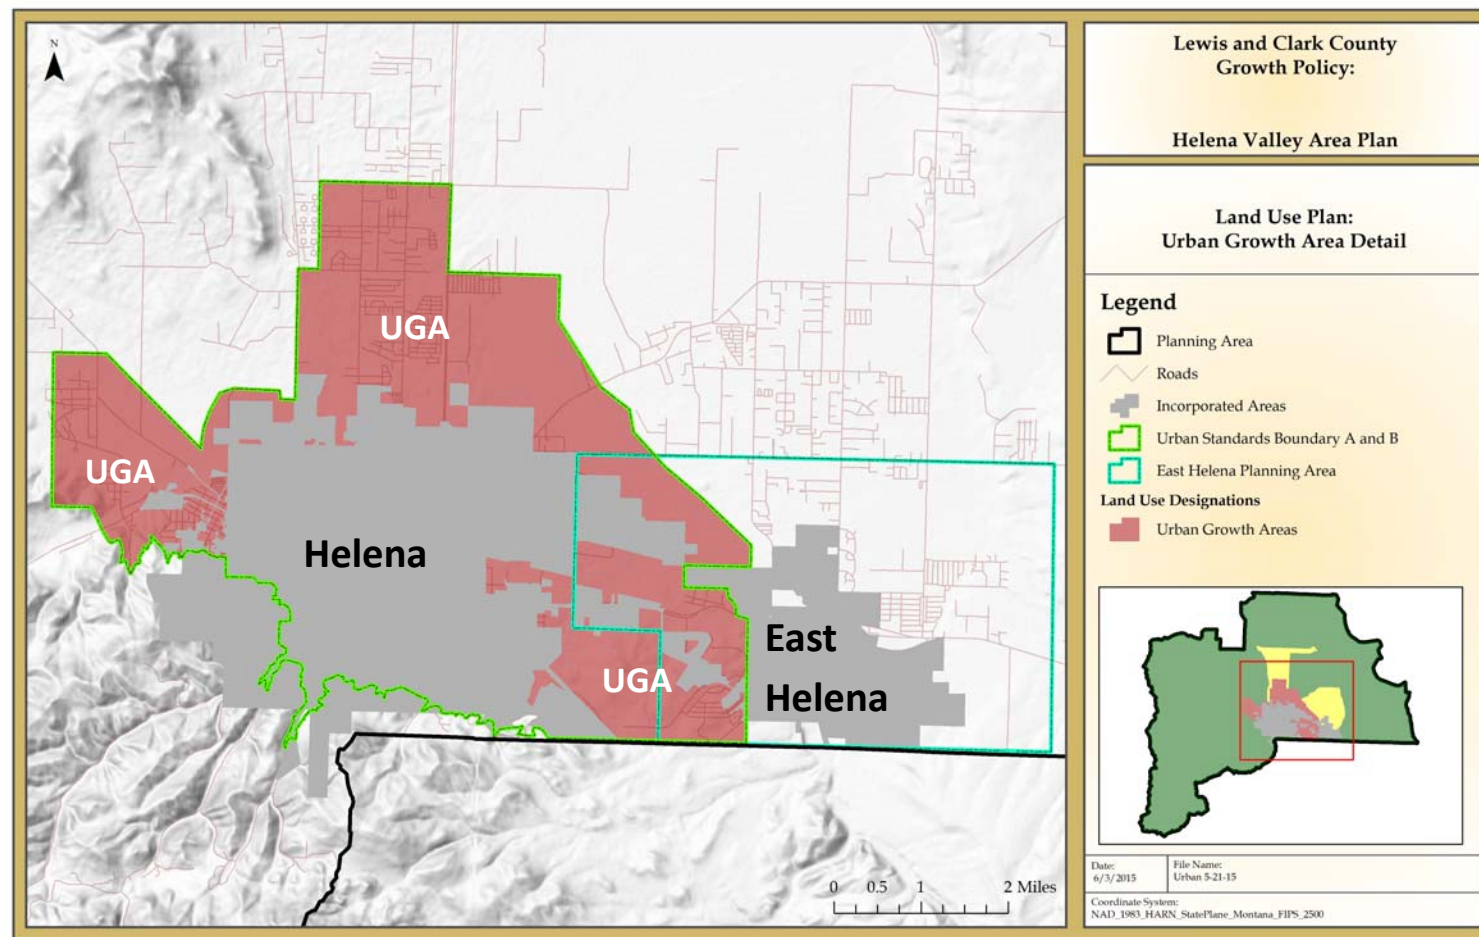 N
UGA
UGA
Helena
UGA
East
Helena
0 0.5 1 2 Miles
Lewis and Clark County
Growth Policy:
Helena Valley Area Plan
Land Use Plan:
Urban Growth Area Detail
Legend
Planning Area
Roads
Incorporated Areas
Urban Standards Boundary A and B
East Helena Planning Area
Land Use Designations
Urban Growth Areas
Date:
6/3/2015
File Name:
Urban 5-21-15
Coordinate System:
NAD_1983_HARN_StatePlane_Montana_FIPS_2500